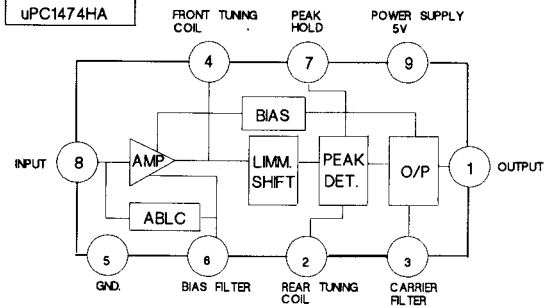 uPC1474HA
FRONT TUNING
COIL
PEAK
HOLD
POWER SUPPLY
5V
4
7
9
BIAS
INPUT
8
AMP
LIMM.
SHIFT
PEAK
DET.
O/P
1
OUTPUT
ABLC
5
6
2
3
GND.
BIAS FILTER
REAR TUNING
COIL
CARRIER
FILTER